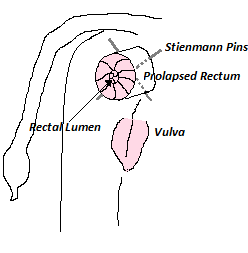 Stienmann Pins
Prolapsed Rectum
Rectal Lumen
Vulva